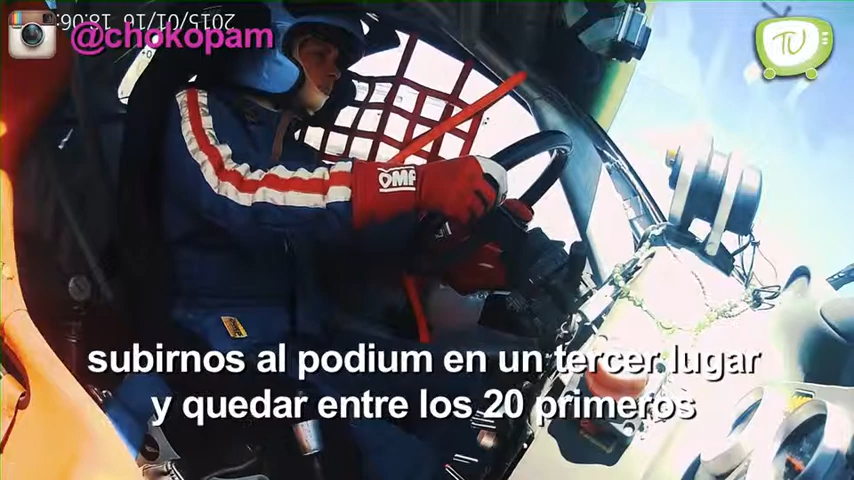 2015/01/16 18:06:
@chokopam
TU
OMP
subirnos al podium en un tercer lugar
y quedar entre los 20 primeros